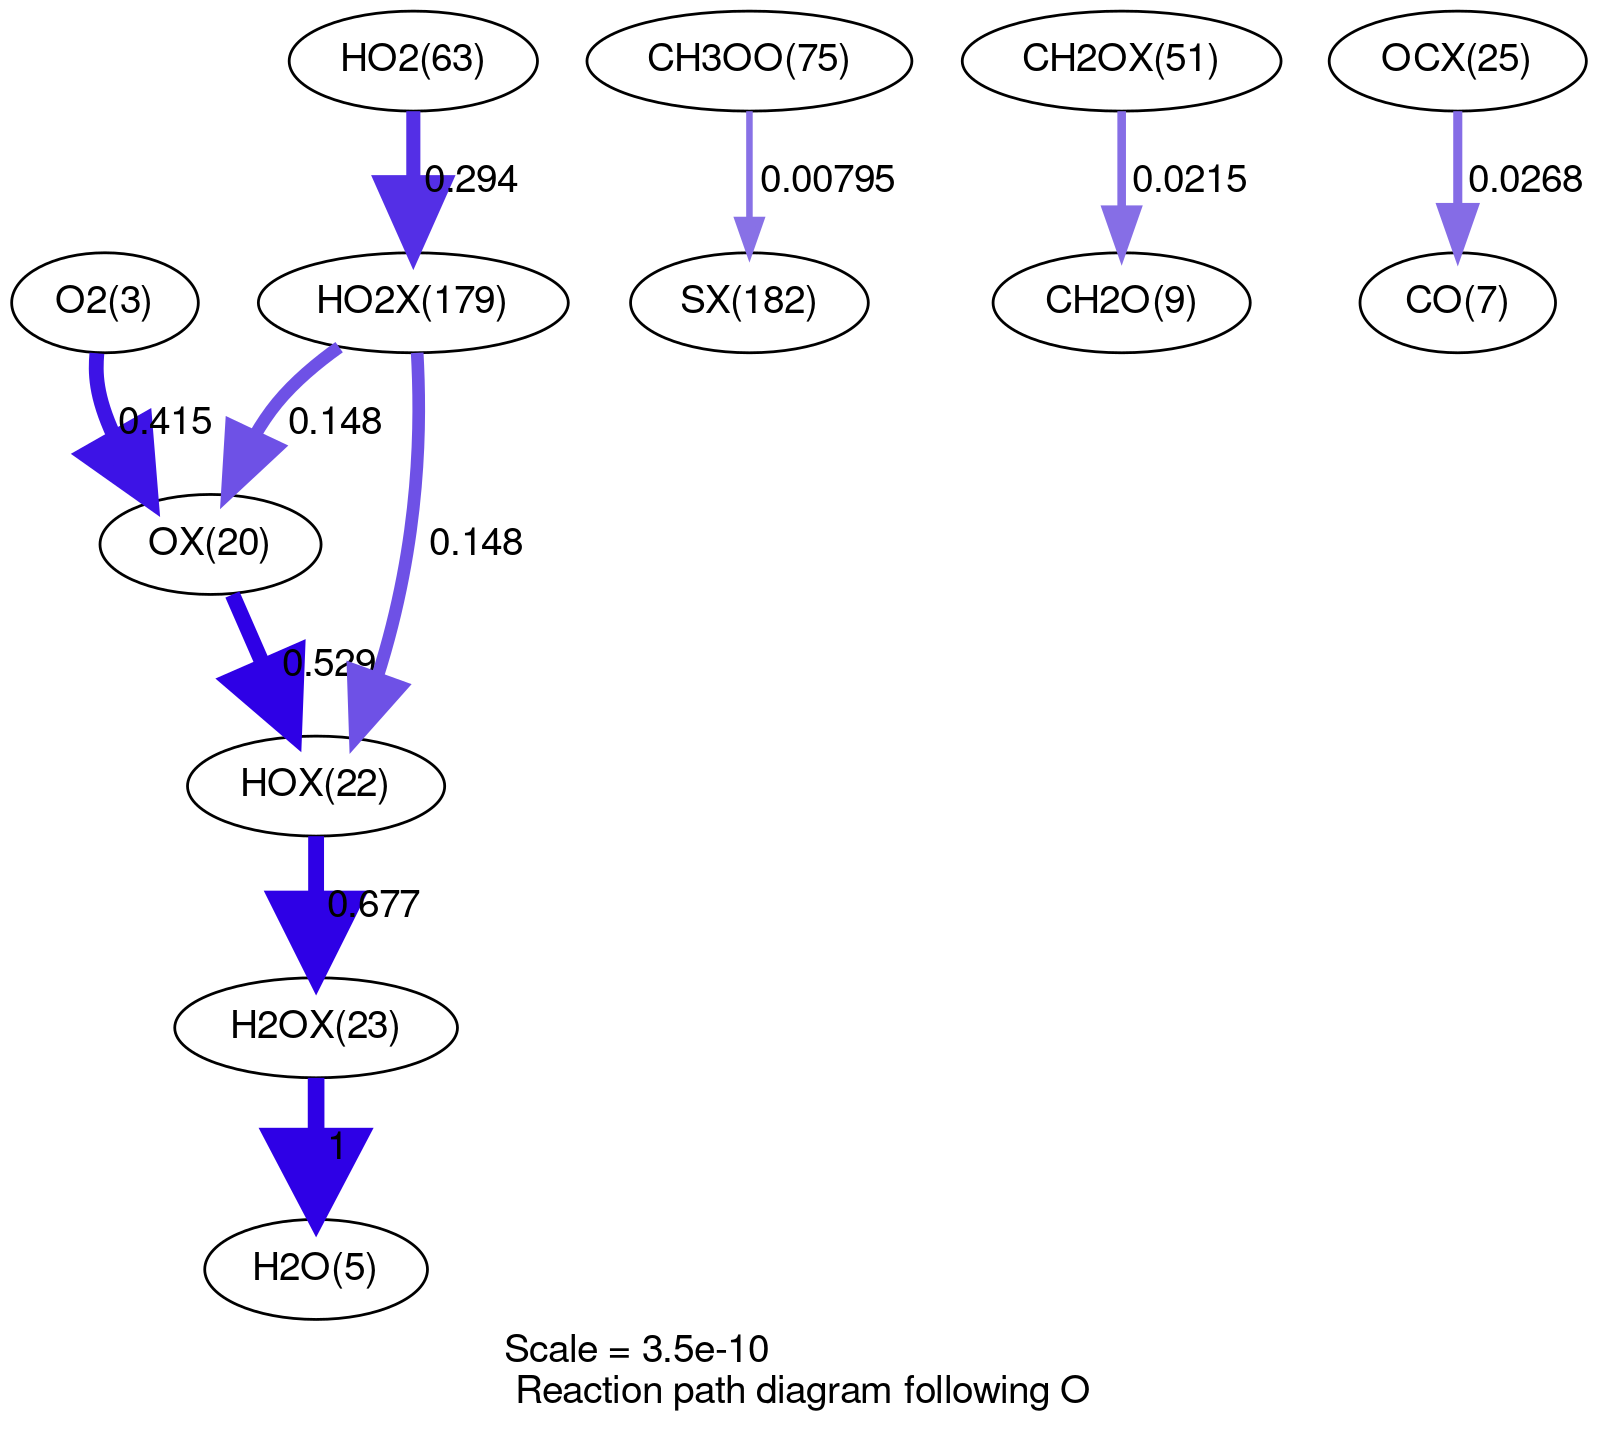 HO2(63)
CH3OO(75)
CH2OX(51)
OCX(25)
0.294
0.00795
0.0215
0.0268
O2(3)
HO2X(179)
SX(182)
CH2O(9)
CO(7)
0.415
0.148
OX(20)
0.148
0.529
HOX(22)
0.677
H2OX(23)
1
H2O(5)
Scale = 3.5e-10
Reaction path diagram following O